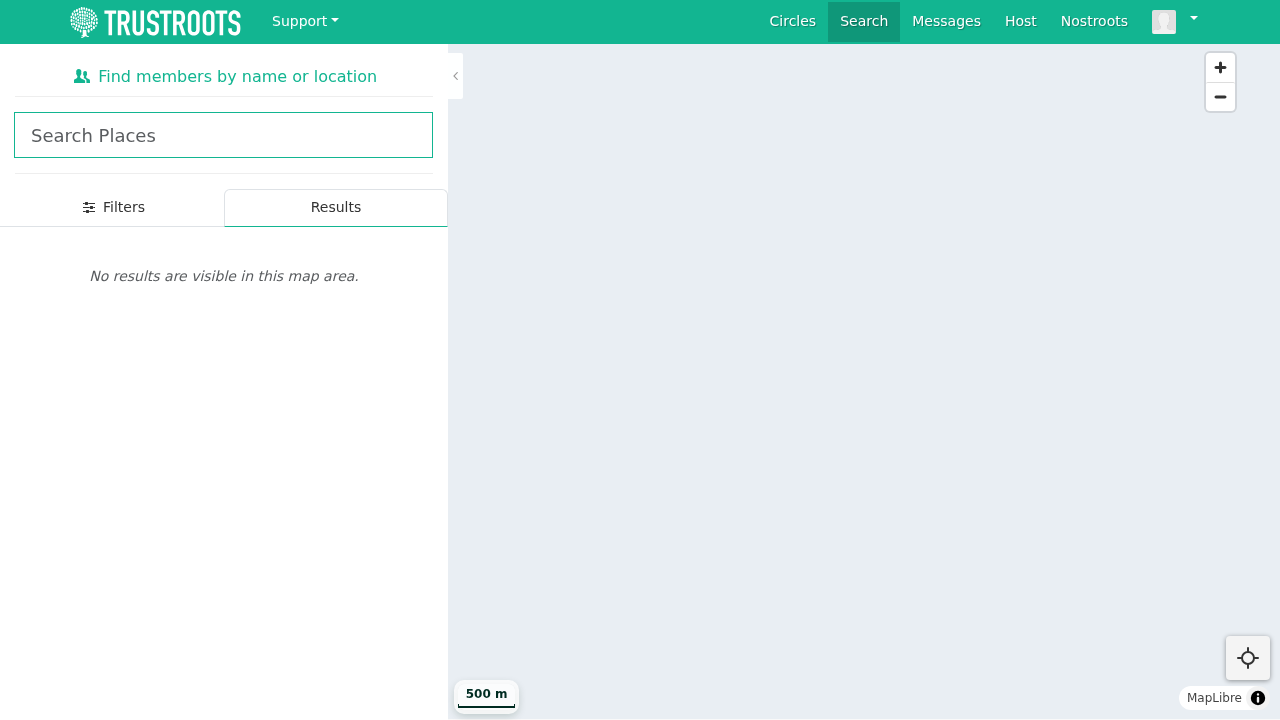 TRUSTROOTS Support Circles Search Messages Host Nostroots
Find members by name or location
Search Places
Filters Results
No results are visible in this map area.
500 m
MapLibre